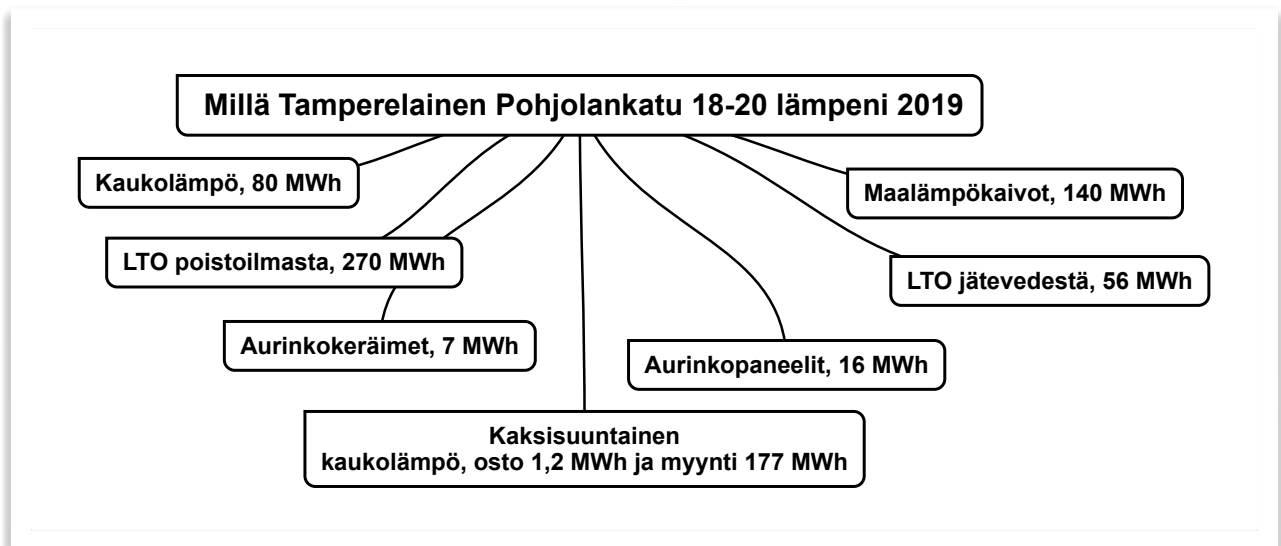 Millä Tamperelainen Pohjolankatu 18-20 lämpeni 2019
Kaukolämpö, 80 MWh
Maalämpökaivot, 140 MWh
LTO poistoilmasta, 270 MWh
LTO jätevedestä, 56 MWh
Aurinkokeräimet, 7 MWh
Aurinkopaneelit, 16 MWh
Kaksisuuntainen
kaukolämpö, osto 1,2 MWh ja myynti 177 MWh